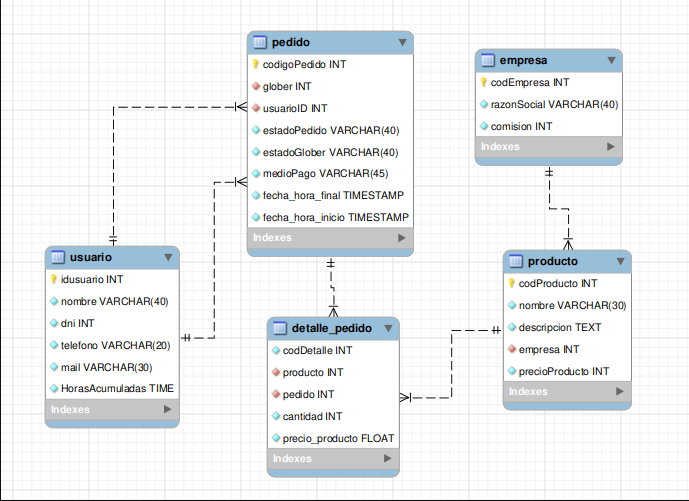 pedido
codigoPedido INT
glober INT
usuarioID INT
estadoPedido VARCHAR(40)
estadoGlober VARCHAR(40)
medioPago VARCHAR(45)
fecha_hora_final TIMESTAMP
fecha_hora_inicio TIMESTAMP
Indexes
empresa
codEmpresa INT
razonSocial VARCHAR(40)
comision INT
Indexes
usuario
idusuario INT
nombre VARCHAR(40)
dni INT
telefono VARCHAR(20)
mail VARCHAR(30)
HorasAcumuladas TIME
Indexes
detalle_pedido
codDetalle INT
producto INT
pedido INT
cantidad INT
precio_producto FLOAT
Indexes
producto
codProducto INT
nombre VARCHAR(30)
descripcion TEXT
empresa INT
precioProducto INT
Indexes